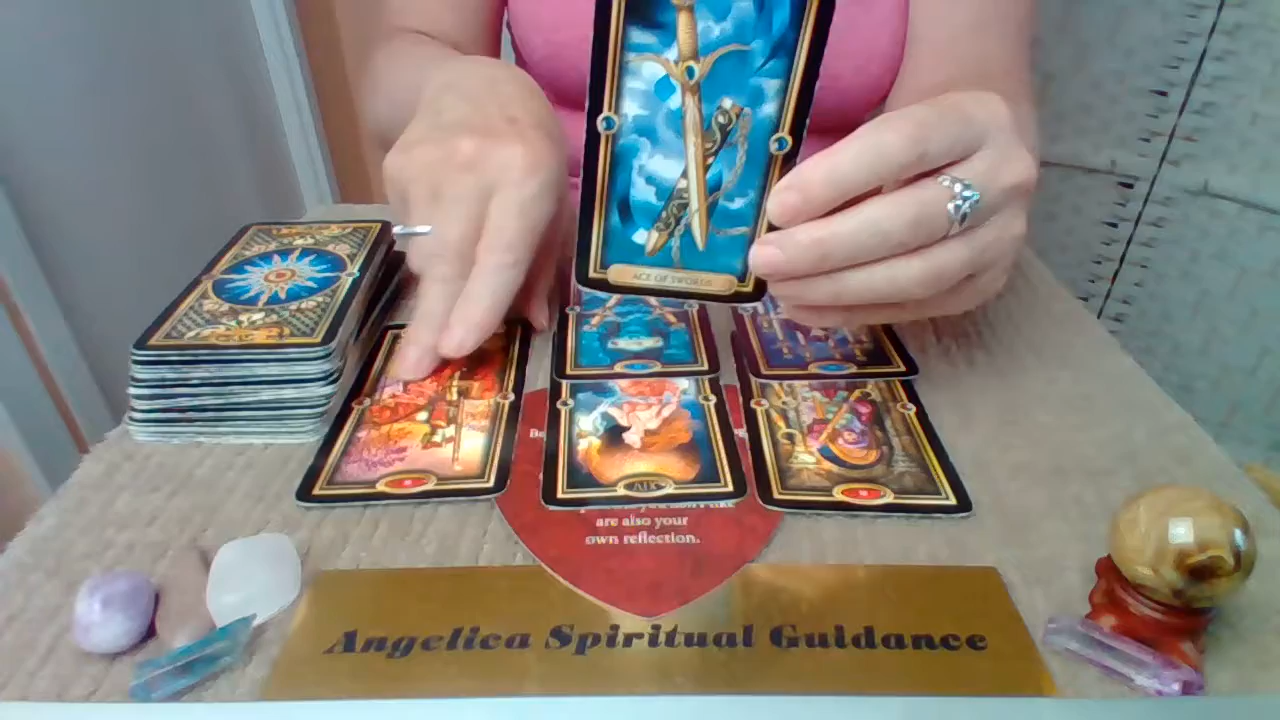 ACE OF SWORDS
are also your
own reflection.
Angelica Spiritual Guidance